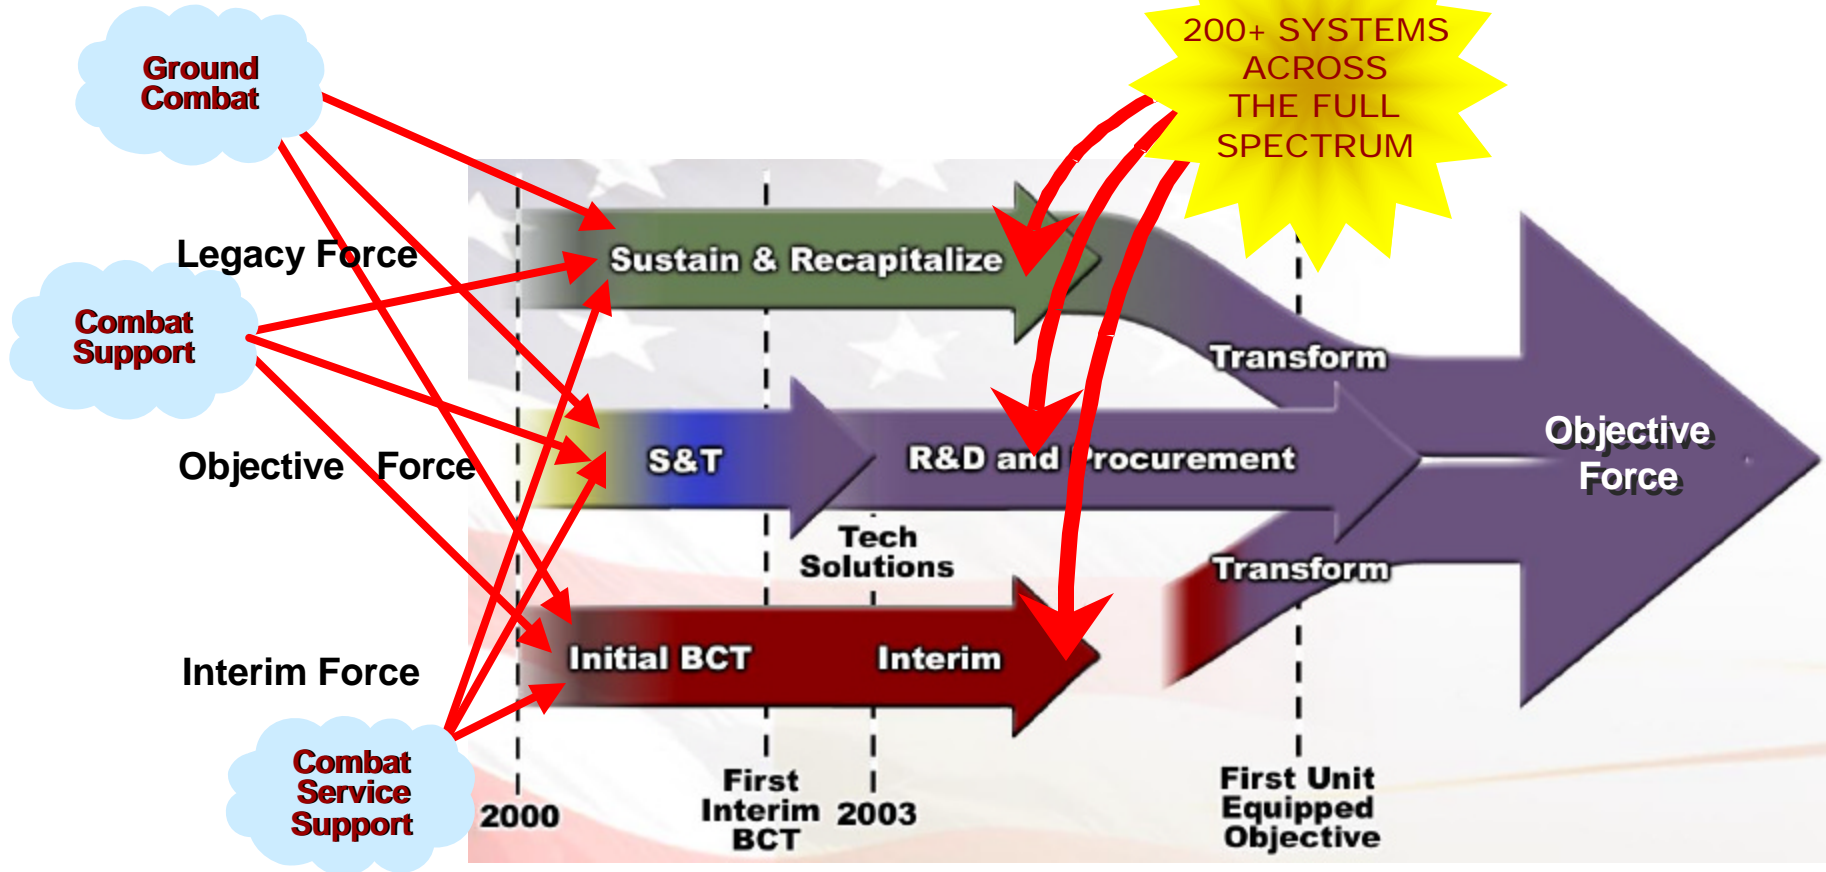 200+ SYSTEMS
ACROSS
THE FULL
SPECTRUM
Ground
Combat
Legacy Force
Sustain & Recapitalize
Combat
Support
Transform
Objective Force
S&T
R&D and Procurement
Objective
Force
Tech
Solutions
Transform
Interim Force
Initial BCT
Interim
Combat
Service
Support
2000
First
Interim
BCT
2003
First Unit
Equipped
Objective